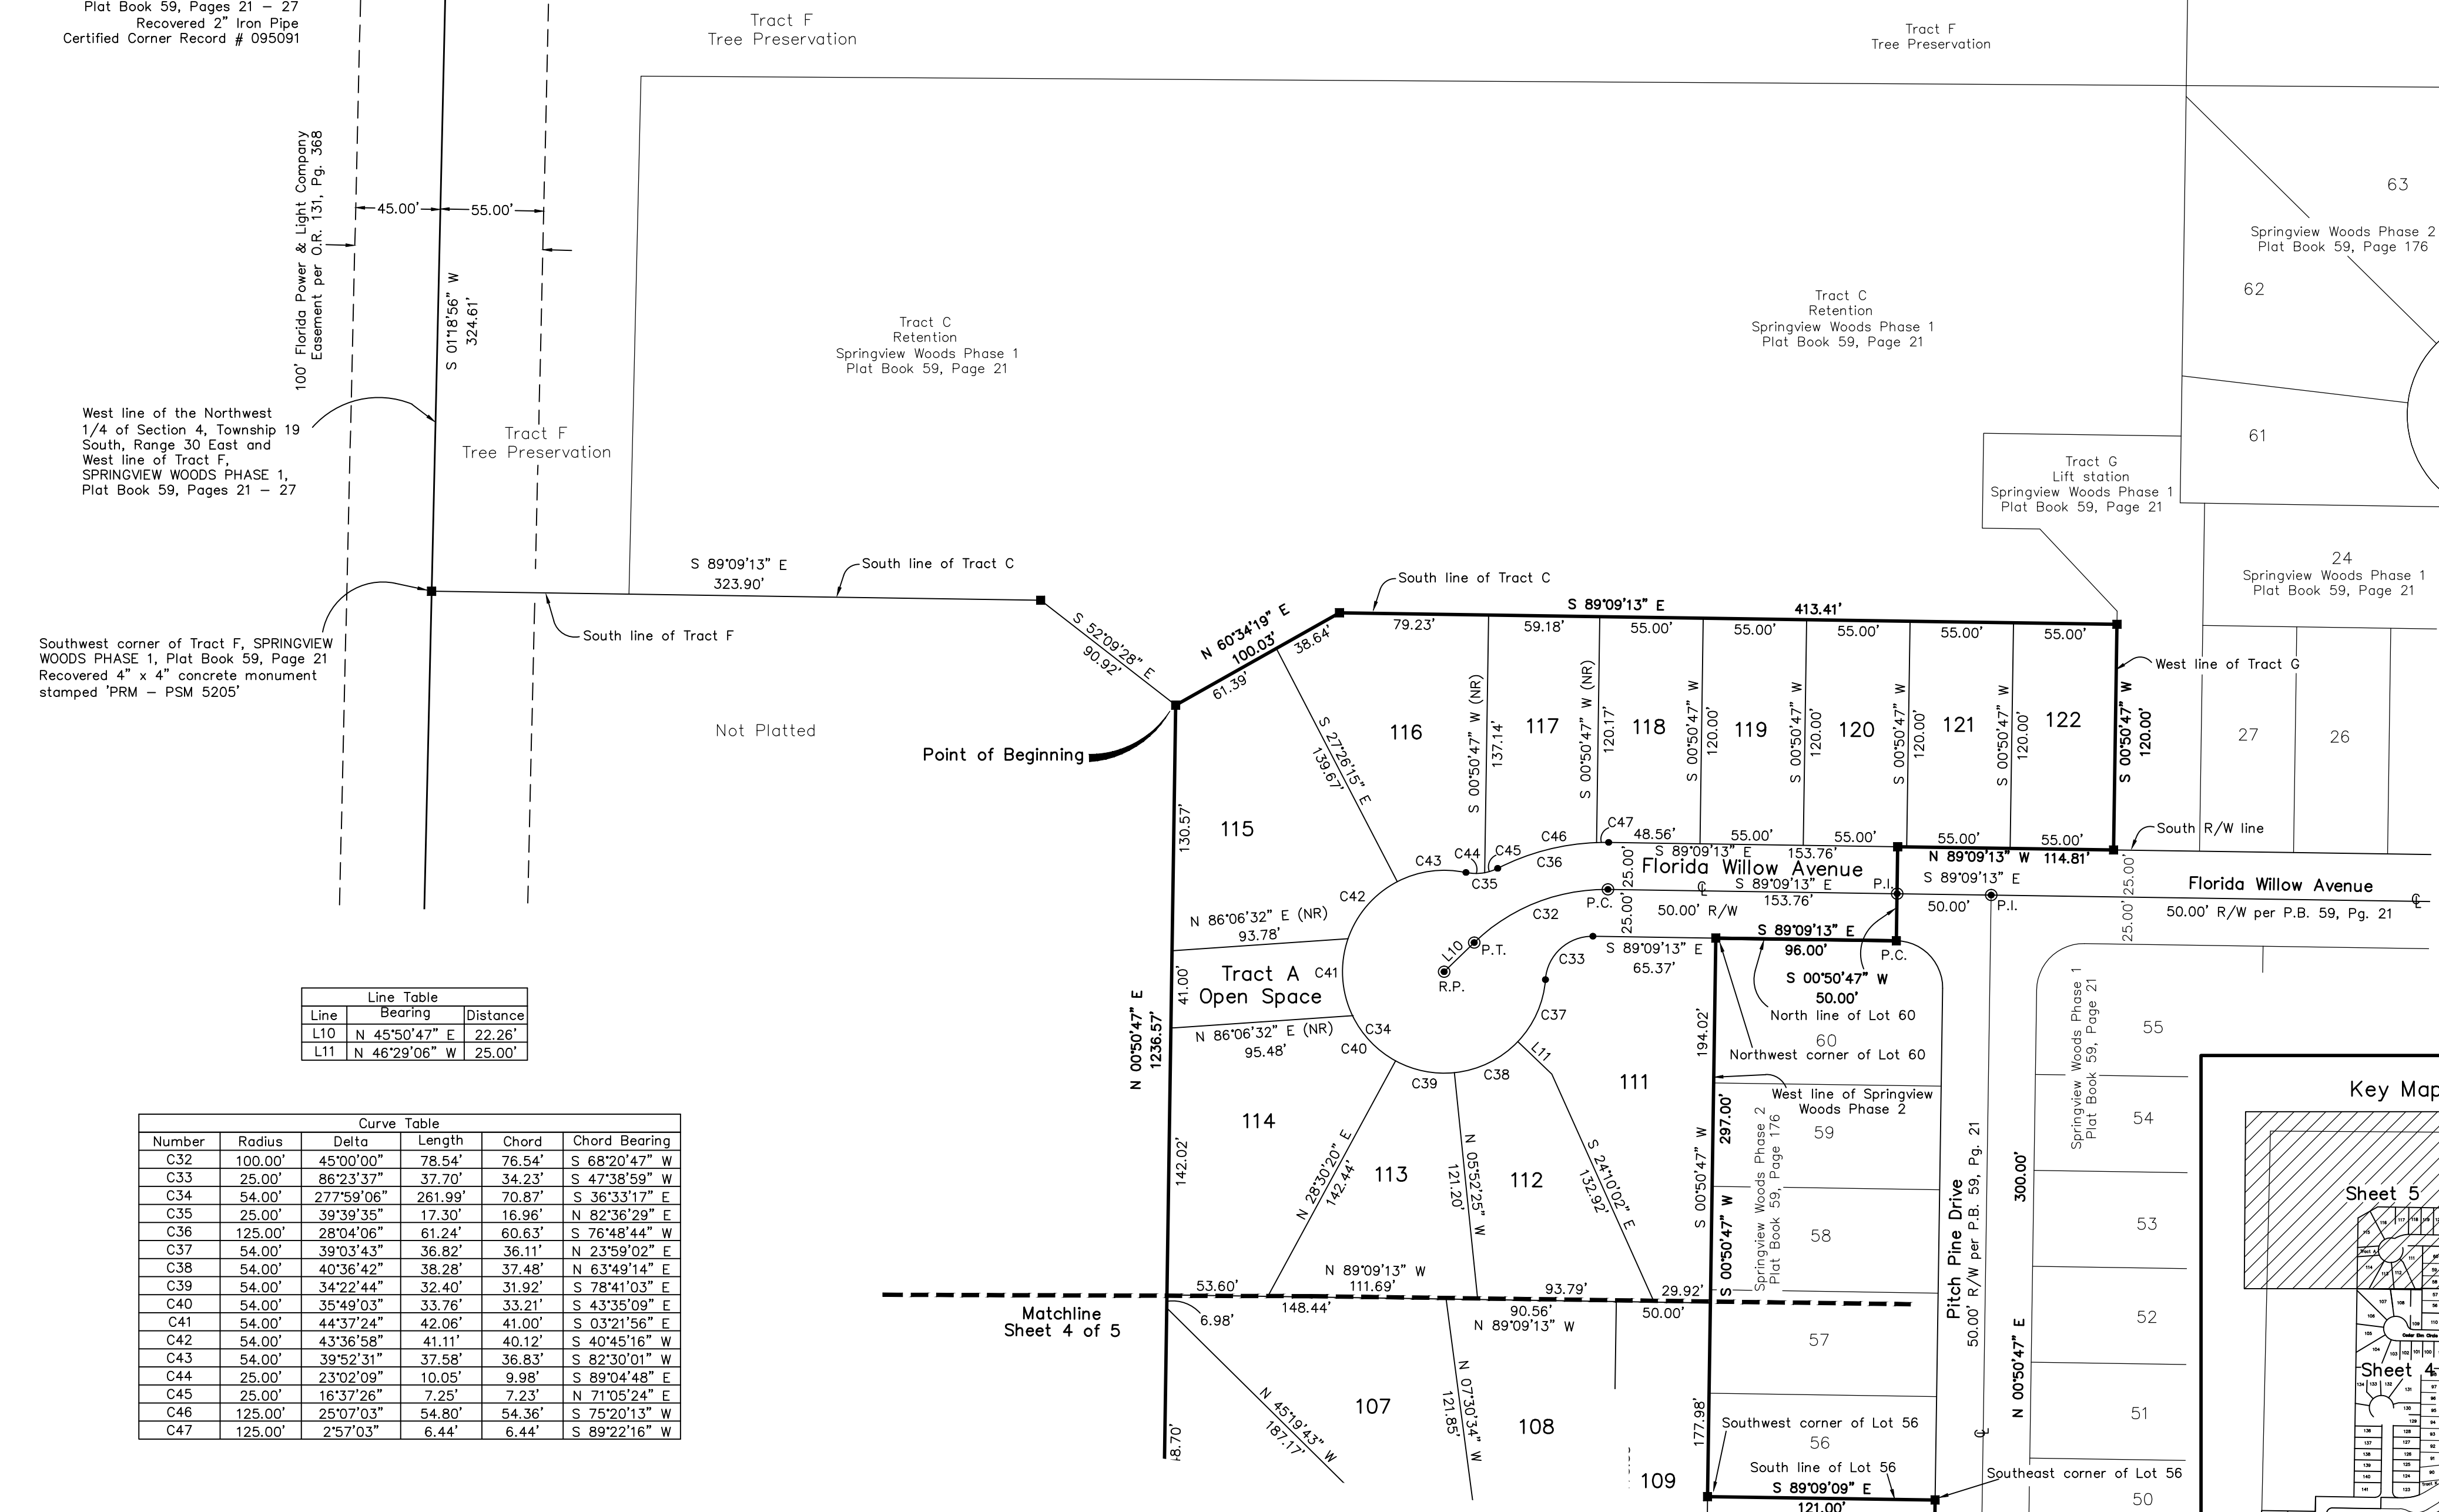 Plat Book 59, Pages 21 – 27
Recovered 2" Iron Pipe
Certified Corner Record # 095091
Tract F
Tree Preservation
Tract F
Tree Preservation
100' Florida Power & Light Company
Easement per O.R. 131, Pg. 368
45.00'
55.00'
S 01°18'56" W
324.61'
63
Springview Woods Phase 2
Plat Book 59, Page 176
62
61
Tract C
Retention
Springview Woods Phase 1
Plat Book 59, Page 21
Tract C
Retention
Springview Woods Phase 1
Plat Book 59, Page 21
West line of the Northwest
1/4 of Section 4, Township 19
South, Range 30 East and
West line of Tract F,
SPRINGVIEW WOODS PHASE 1,
Plat Book 59, Pages 21 – 27
Tract F
Tree Preservation
Tract G
Lift station
Springview Woods Phase 1
Plat Book 59, Page 21
24
Springview Woods Phase 1
Plat Book 59, Page 21
S 89°09'13" E
323.90'
South line of Tract C
South line of Tract F
Southwest corner of Tract F, SPRINGVIEW
WOODS PHASE 1, Plat Book 59, Page 21
Recovered 4" x 4" concrete monument
stamped 'PRM – PSM 5205'
S 52°09'28" E
90.92'
N 60°34'19" E
100.03'
61.39'
38.64'
South line of Tract C
S 89°09'13" E
413.41'
79.23'
59.18'
55.00'
55.00'
55.00'
55.00'
55.00'
West line of Tract G
Not Platted
Point of Beginning
115
116
117
118
119
120
121
122
27
26
S 27°26'15" E
139.67'
S 00°50'47" W (NR)
137.14'
S 00°50'47" W (NR)
120.17'
S 00°50'47" W
120.00'
S 00°50'47" W
120.00'
S 00°50'47" W
120.00'
S 00°50'47" W
120.00'
S 00°50'47" W
120.00'
130.57'
C43
C44
C45
C46
C47
C35
C36
48.56'
55.00'
55.00'
55.00'
55.00'
South R/W line
S 89°09'13" E
153.76'
N 89°09'13" W 114.81'
Florida Willow Avenue
25.00'
25.00'
P.C.
S 89°09'13" E
153.76'
P.I.
50.00' R/W
S 89°09'13" E
50.00'
P.I.
25.00'
25.00'
Florida Willow Avenue
50.00' R/W per P.B. 59, Pg. 21
C42
C32
L10
P.T.
R.P.
N 86°06'32" E (NR)
93.78'
41.00'
Tract A
Open Space
C41
N 86°06'32" E (NR)
95.48'
C34
C40
C39
C38
C37
C33
L11
S 89°09'13" E
65.37'
S 89°09'13" E
96.00'
P.C.
S 00°50'47" W
50.00'
North line of Lot 60
60
Northwest corner of Lot 60
West line of Springview
Woods Phase 2
N 00°50'47" E
1236.57'
194.02'
S 00°50'47" W
S 00°50'47" W
297.00'
Springview Woods Phase 2
Plat Book 59, Page 176
59
58
Pitch Pine Drive
50.00' R/W per P.B. 59, Pg. 21
N 00°50'47" E
300.00'
Springview Woods Phase 1
Plat Book 59, Page 21
55
54
53
52
51
50
111
112
113
114
142.02'
N 28°30'20" E
142.44'
N 05°52'25" W
121.20'
S 24°10'02" E
132.92'
53.60'
N 89°09'13" W
111.69'
93.79'
29.92'
Matchline
Sheet 4 of 5
6.98'
148.44'
90.56'
N 89°09'13" W
50.00'
57
107
108
109
N 45°19'43" W
187.17'
N 07°30'34" W
121.85'
8.70'
177.98'
Southwest corner of Lot 56
56
South line of Lot 56
S 89°09'09" E
121.00'
Southeast corner of Lot 56
Key Map
Sheet 5
Sheet 4
Line Table
Line Bearing Distance
L10 N 45°50'47" E 22.26'
L11 N 46°29'06" W 25.00'
Curve Table
Number Radius Delta Length Chord Chord Bearing
C32 100.00' 45°00'00" 78.54' 76.54' S 68°20'47" W
C33 25.00' 86°23'37" 37.70' 34.23' S 47°38'59" W
C34 54.00' 277°59'06" 261.99' 70.87' S 36°33'17" E
C35 25.00' 39°39'35" 17.30' 16.96' N 82°36'29" E
C36 125.00' 28°04'06" 61.24' 60.63' S 76°48'44" W
C37 54.00' 39°03'43" 36.82' 36.11' N 23°59'02" E
C38 54.00' 40°36'42" 38.28' 37.48' N 63°49'14" E
C39 54.00' 34°22'44" 32.40' 31.92' S 78°41'03" E
C40 54.00' 35°49'03" 33.76' 33.21' S 43°35'09" E
C41 54.00' 44°37'24" 42.06' 41.00' S 03°21'56" E
C42 54.00' 43°36'58" 41.11' 40.12' S 40°45'16" W
C43 54.00' 39°52'31" 37.58' 36.83' S 82°30'01" W
C44 25.00' 23°02'09" 10.05' 9.98' S 89°04'48" E
C45 25.00' 16°37'26" 7.25' 7.23' N 71°05'24" E
C46 125.00' 25°07'03" 54.80' 54.36' S 75°20'13" W
C47 125.00' 2°57'03" 6.44' 6.44' S 89°22'16" W